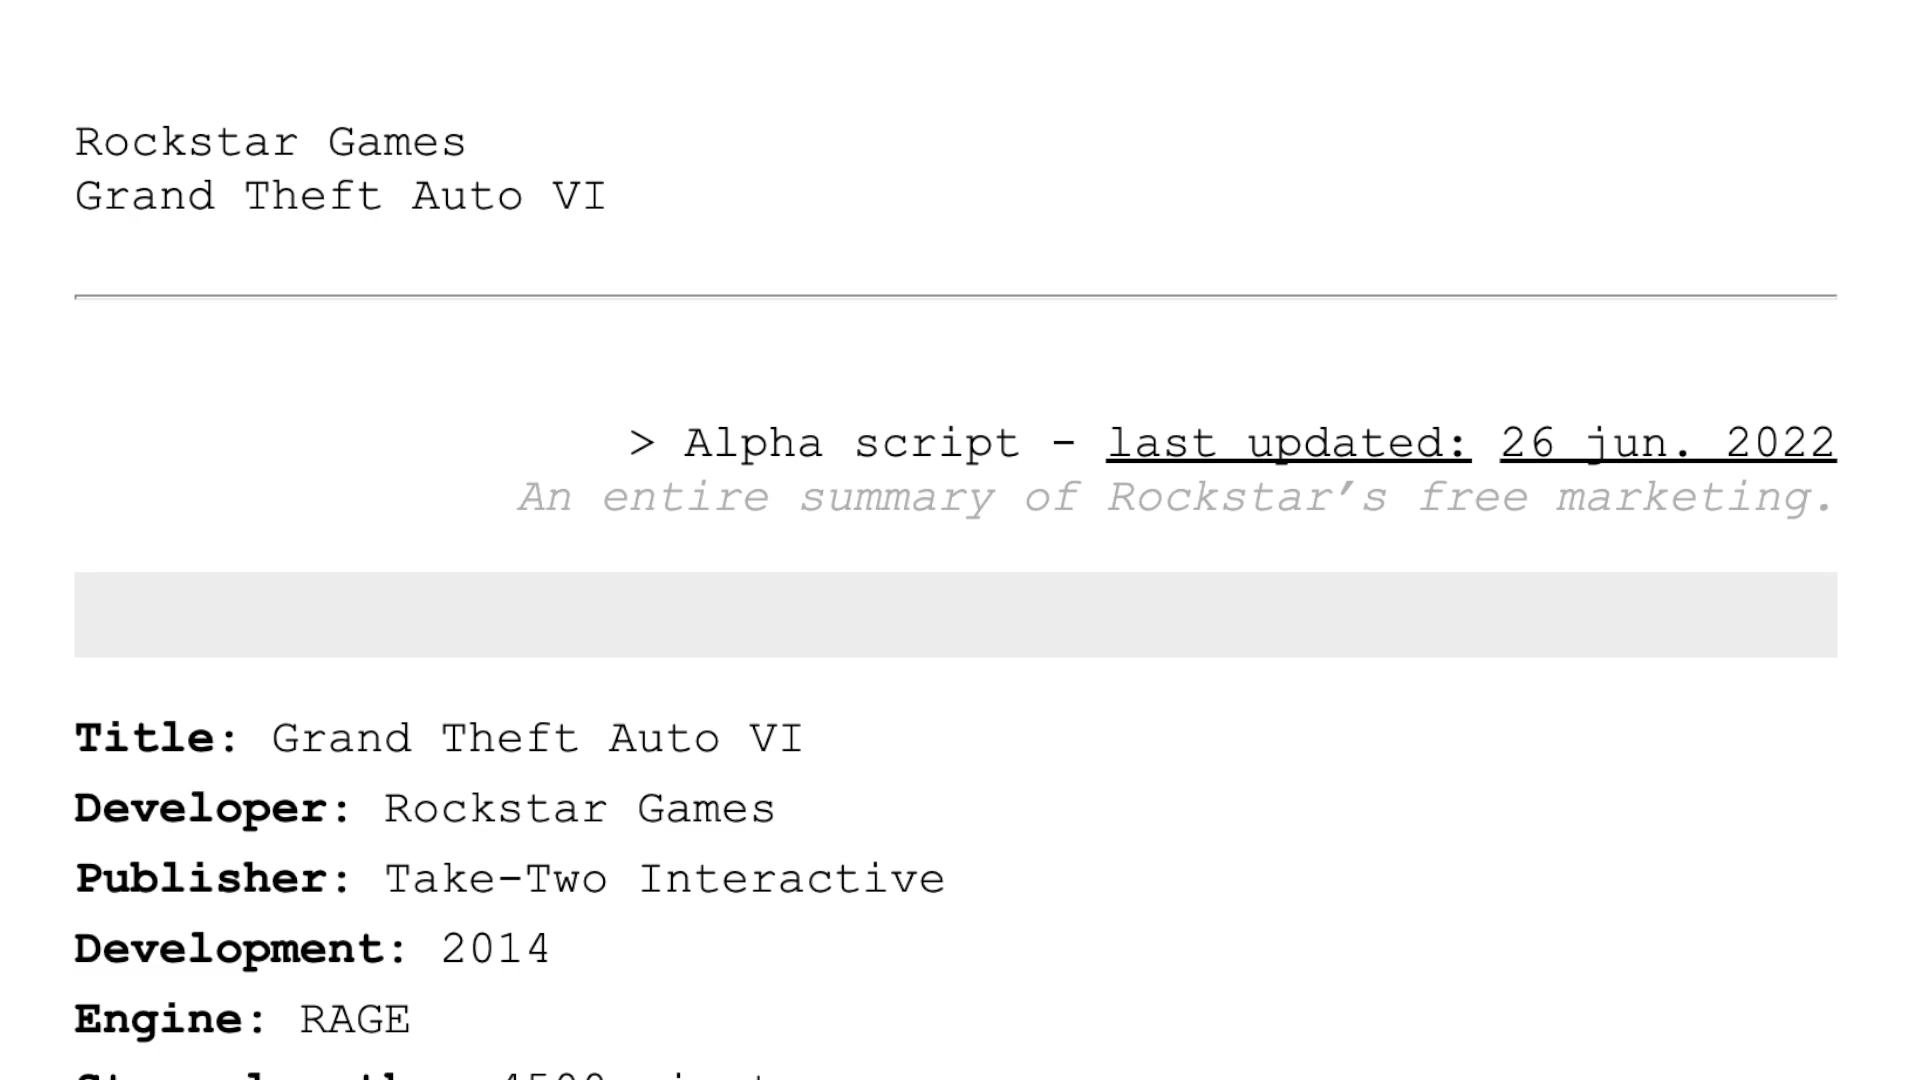 Rockstar Games
Grand Theft Auto VI
> Alpha script - last updated: 26 jun. 2022
An entire summary of Rockstar’s free marketing.
Title: Grand Theft Auto VI
Developer: Rockstar Games
Publisher: Take-Two Interactive
Development: 2014
Engine: RAGE